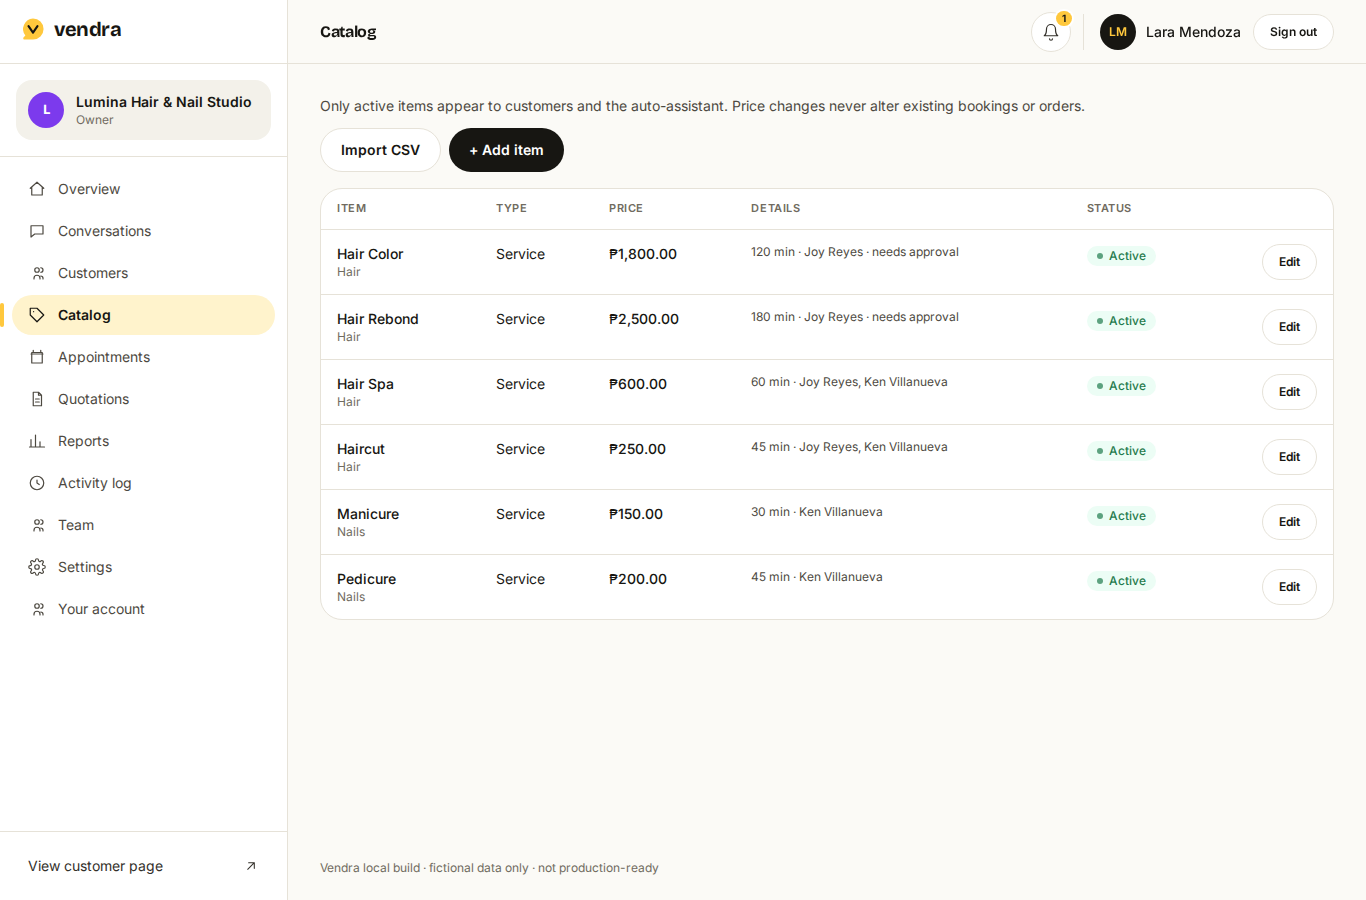 vendra
Catalog
1
LM
Lara Mendoza
Sign out
L
Lumina Hair & Nail Studio
Owner
Overview
Conversations
Customers
Catalog
Appointments
Quotations
Reports
Activity log
Team
Settings
Your account
View customer page
Only active items appear to customers and the auto-assistant. Price changes never alter existing bookings or orders.
Import CSV
+ Add item
ITEM TYPE PRICE DETAILS STATUS
Hair Color Service ₱1,800.00 120 min · Joy Reyes · needs approval Active Edit
Hair
Hair Rebond Service ₱2,500.00 180 min · Joy Reyes · needs approval Active Edit
Hair
Hair Spa Service ₱600.00 60 min · Joy Reyes, Ken Villanueva Active Edit
Hair
Haircut Service ₱250.00 45 min · Joy Reyes, Ken Villanueva Active Edit
Hair
Manicure Service ₱150.00 30 min · Ken Villanueva Active Edit
Nails
Pedicure Service ₱200.00 45 min · Ken Villanueva Active Edit
Nails
Vendra local build · fictional data only · not production-ready